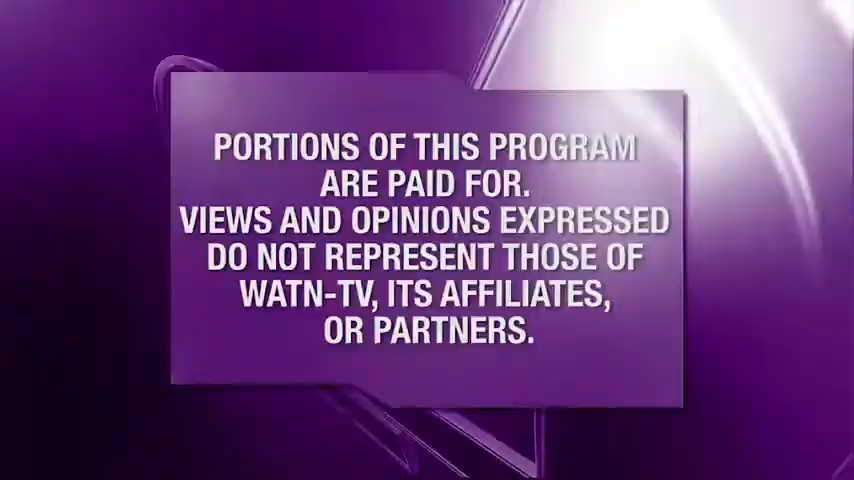 PORTIONS OF THIS PROGRAM
ARE PAID FOR.
VIEWS AND OPINIONS EXPRESSED
DO NOT REPRESENT THOSE OF
WATN-TV, ITS AFFILIATES,
OR PARTNERS.